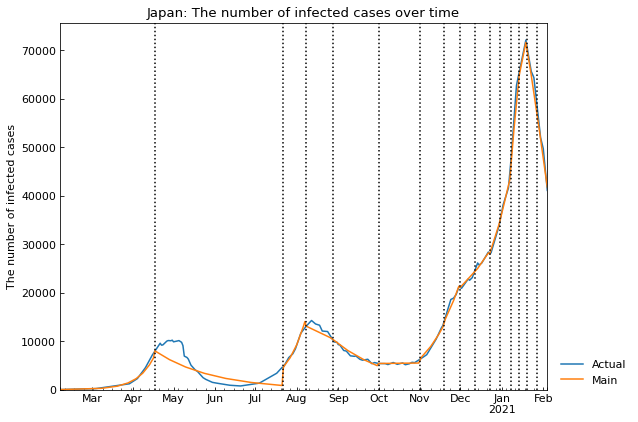 Japan: The number of infected cases over time
The number of infected cases
70000
60000
50000
40000
30000
20000
10000
0
Mar Apr May Jun Jul Aug Sep Oct Nov Dec Jan Feb
2021
Actual
Main